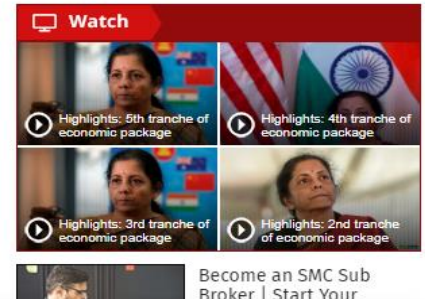 Watch
Highlights: 5th tranche of
economic package
Highlights: 4th tranche of
economic package
Highlights: 3rd tranche of
economic package
Highlights: 2nd tranche
of economic package
Become an SMC Sub
Broker | Start Your